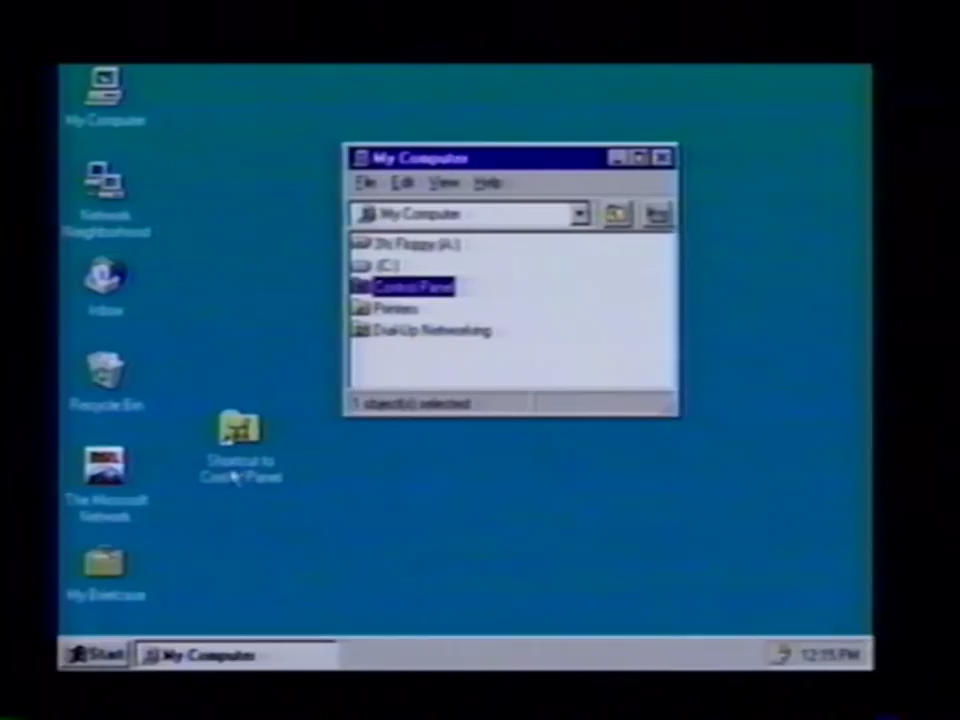 My Computer
Network
Neighborhood
Inbox
Recycle Bin
The Microsoft
Network
My Briefcase
Shortcut to
Control Panel
My Computer
File Edit View Help
My Computer
3½ Floppy (A:)
(C:)
Control Panel
Printers
Dial-Up Networking
1 object(s) selected
Start
My Computer
12:15 PM